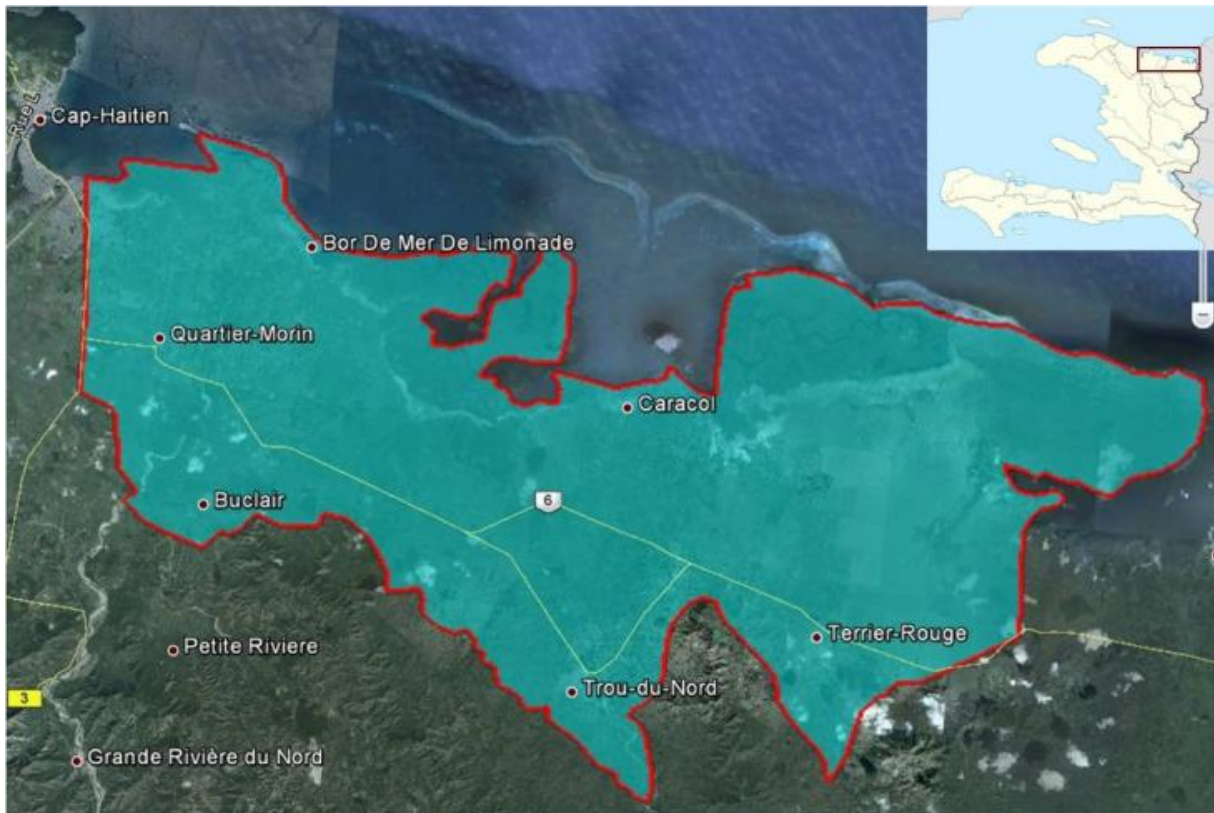 Rue L
Cap-Haitien
Bor De Mer De Limonade
Quartier-Morin
Caracol
Buclair
6
Terrier-Rouge
Petite Riviere
Trou-du-Nord
3
Grande Rivière du Nord